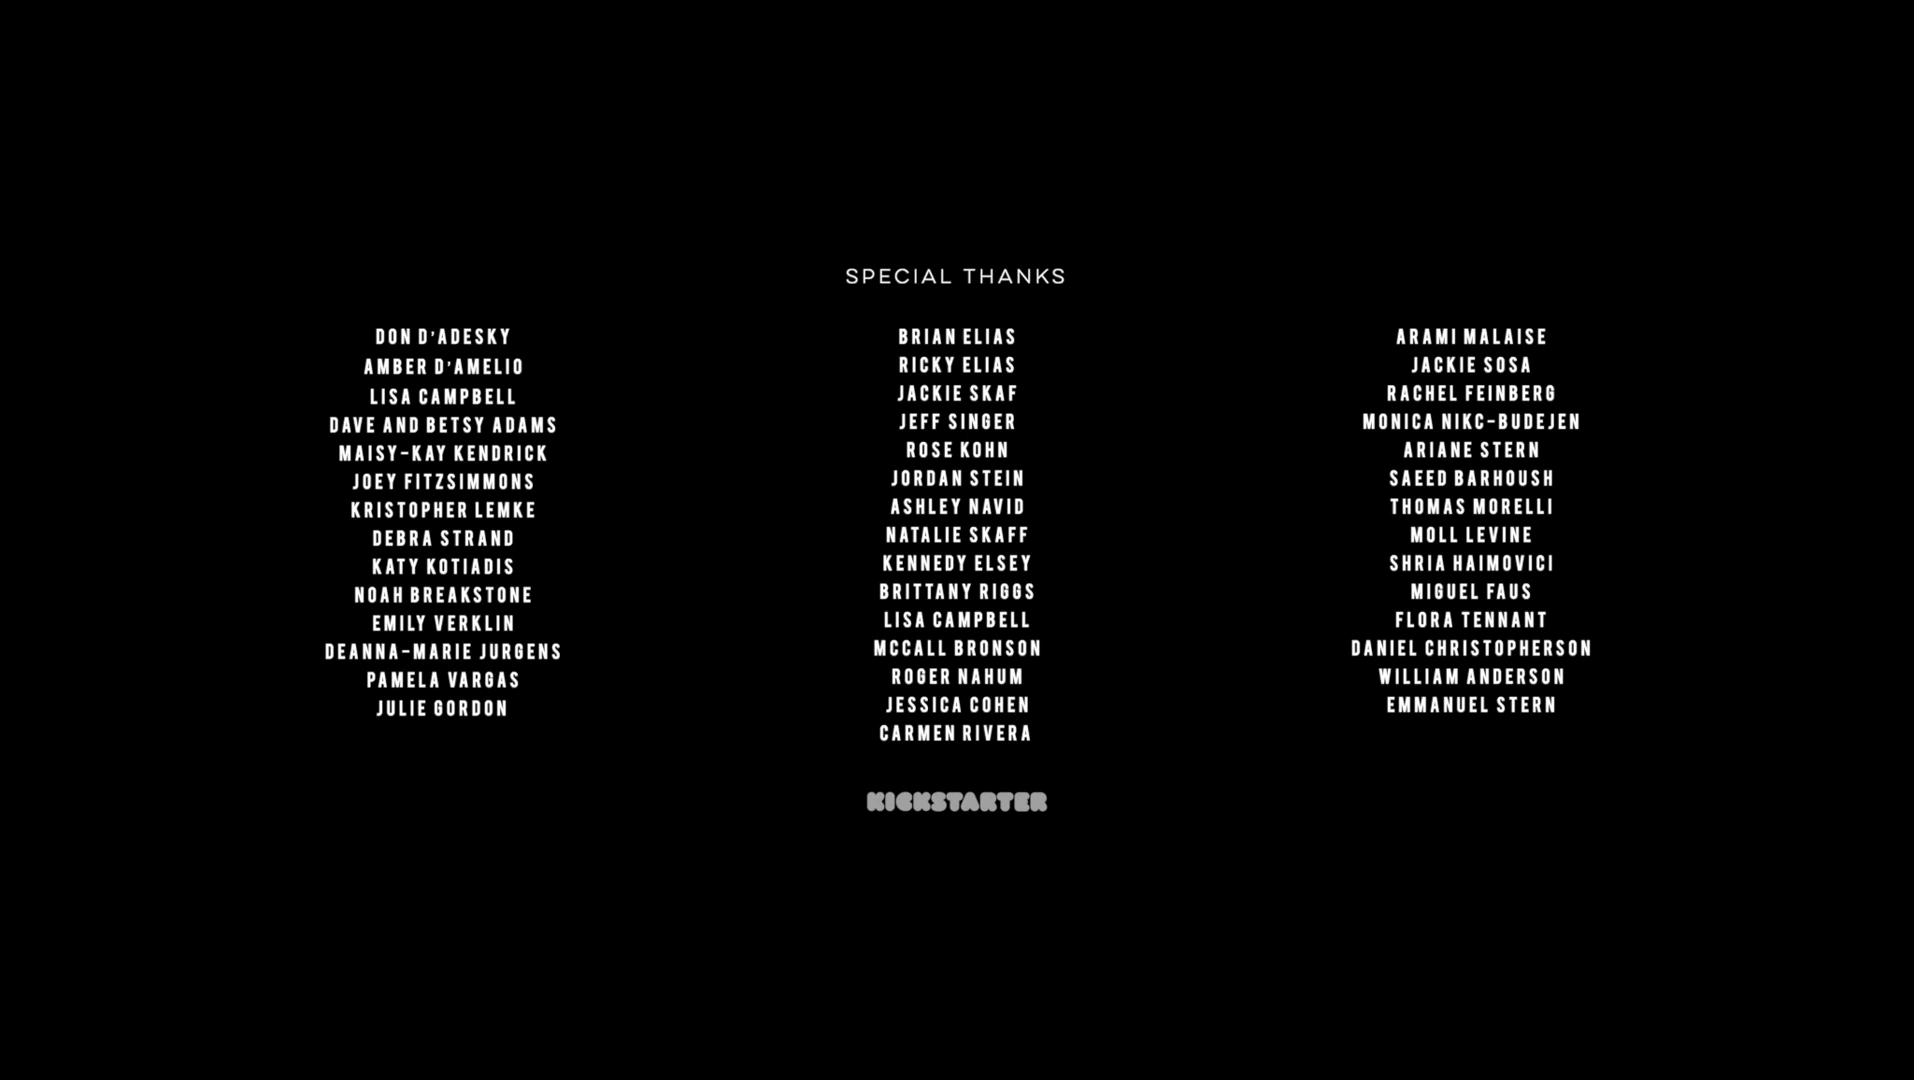 SPECIAL THANKS
DON D'ADESKY
AMBER D'AMELIO
LISA CAMPBELL
DAVE AND BETSY ADAMS
MAISY-KAY KENDRICK
JOEY FITZSIMMONS
KRISTOPHER LEMKE
DEBRA STRAND
KATY KOTIADIS
NOAH BREAKSTONE
EMILY VERKLIN
DEANNA-MARIE JURGENS
PAMELA VARGAS
JULIE GORDON
BRIAN ELIAS
RICKY ELIAS
JACKIE SKAF
JEFF SINGER
ROSE KOHN
JORDAN STEIN
ASHLEY NAVID
NATALIE SKAFF
KENNEDY ELSEY
BRITTANY RIGGS
LISA CAMPBELL
MCCALL BRONSON
ROGER NAHUM
JESSICA COHEN
CARMEN RIVERA
ARAMI MALAISE
JACKIE SOSA
RACHEL FEINBERG
MONICA NIKC-BUDEJEN
ARIANE STERN
SAEED BARHOUSH
THOMAS MORELLI
MOLL LEVINE
SHRIA HAIMOVICI
MIGUEL FAUS
FLORA TENNANT
DANIEL CHRISTOPHERSON
WILLIAM ANDERSON
EMMANUEL STERN
KICKSTARTER